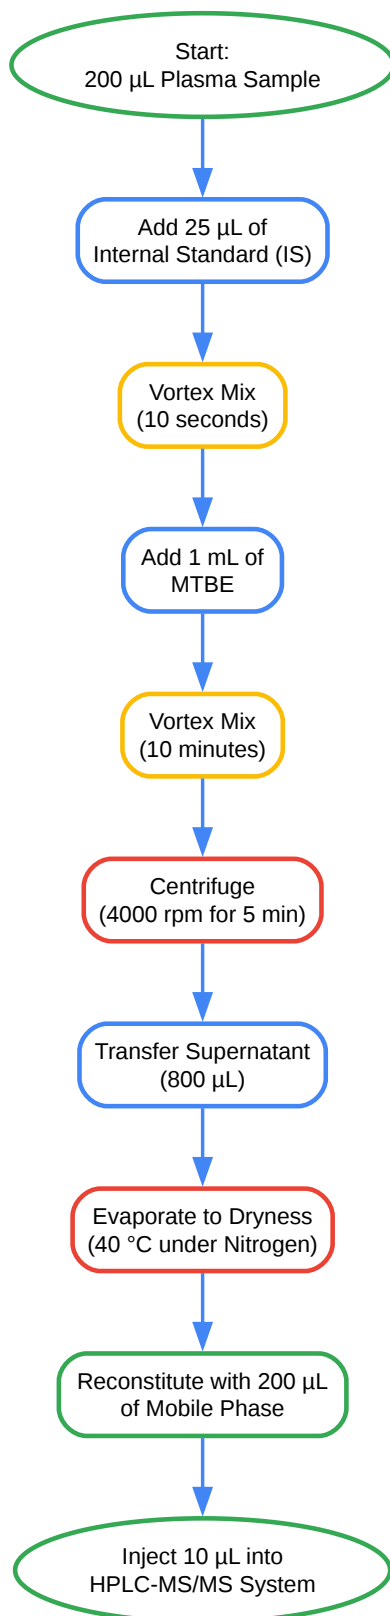 Start:
200 µL Plasma Sample
Add 25 µL of
Internal Standard (IS)
Vortex Mix
(10 seconds)
Add 1 mL of
MTBE
Vortex Mix
(10 minutes)
Centrifuge
(4000 rpm for 5 min)
Transfer Supernatant
(800 µL)
Evaporate to Dryness
(40 °C under Nitrogen)
Reconstitute with 200 µL
of Mobile Phase
Inject 10 µL into
HPLC-MS/MS System